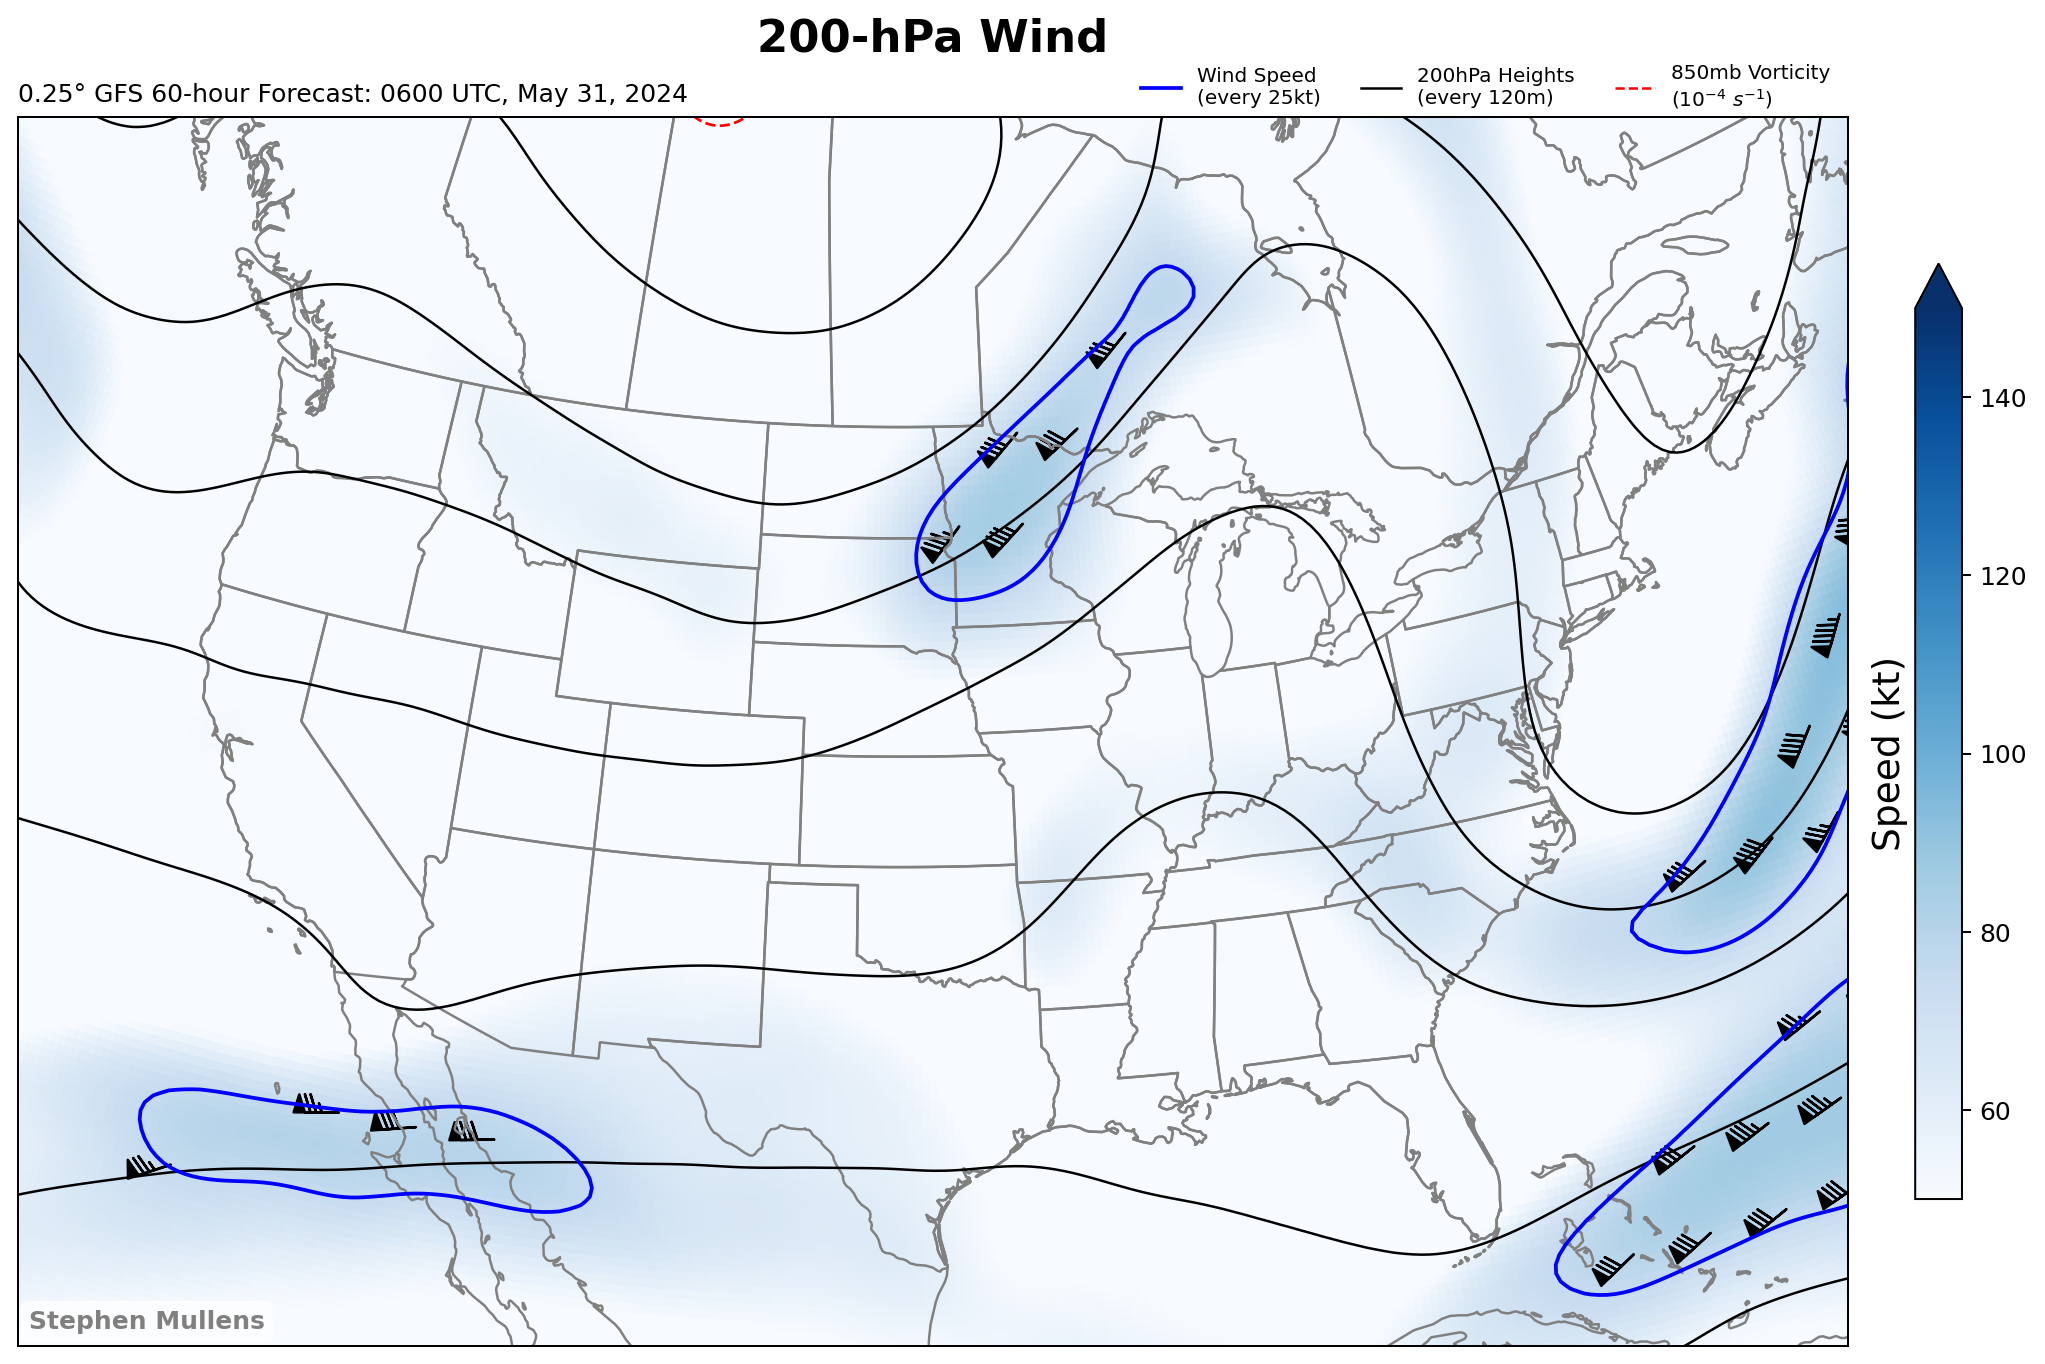 200-hPa Wind
0.25° GFS 60-hour Forecast: 0600 UTC, May 31, 2024
Wind Speed
(every 25kt)
200hPa Heights
(every 120m)
850mb Vorticity
(10⁻⁴ s⁻¹)
140
120
100
80
60
Speed (kt)
Stephen Mullens